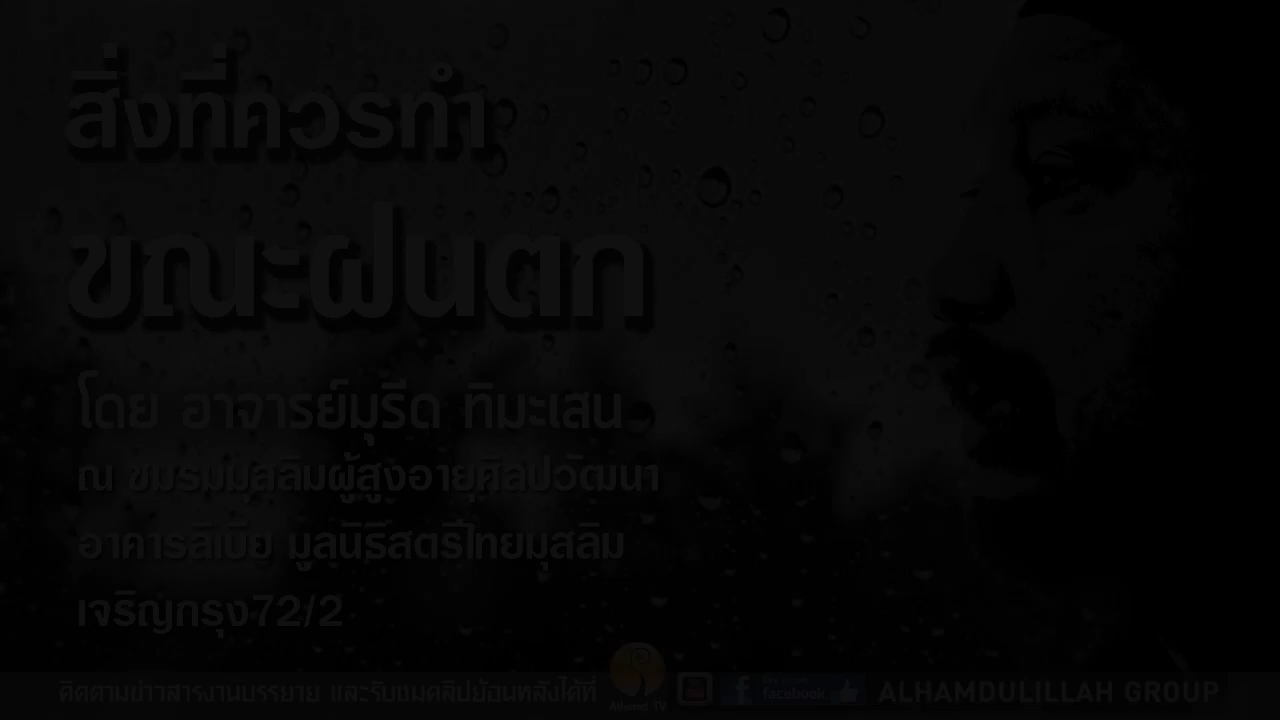 สิ่งที่ควรทำ
ขณะฝนตก
โดย อาจารย์มุรีด ทิมะเสน
ณ ชมรมมุสลิมผู้สูงอายุศิลปวัฒนา
อาคารลิเบีย มูลนิธิสตรีไทยมุสลิม
เจริญกรุง72/2
ติดตามข่าวสารงานบรรยาย และรับชมคลิปย้อนหลังได้ที่ Alhamd TV facebook ALHAMDULILLAH GROUP